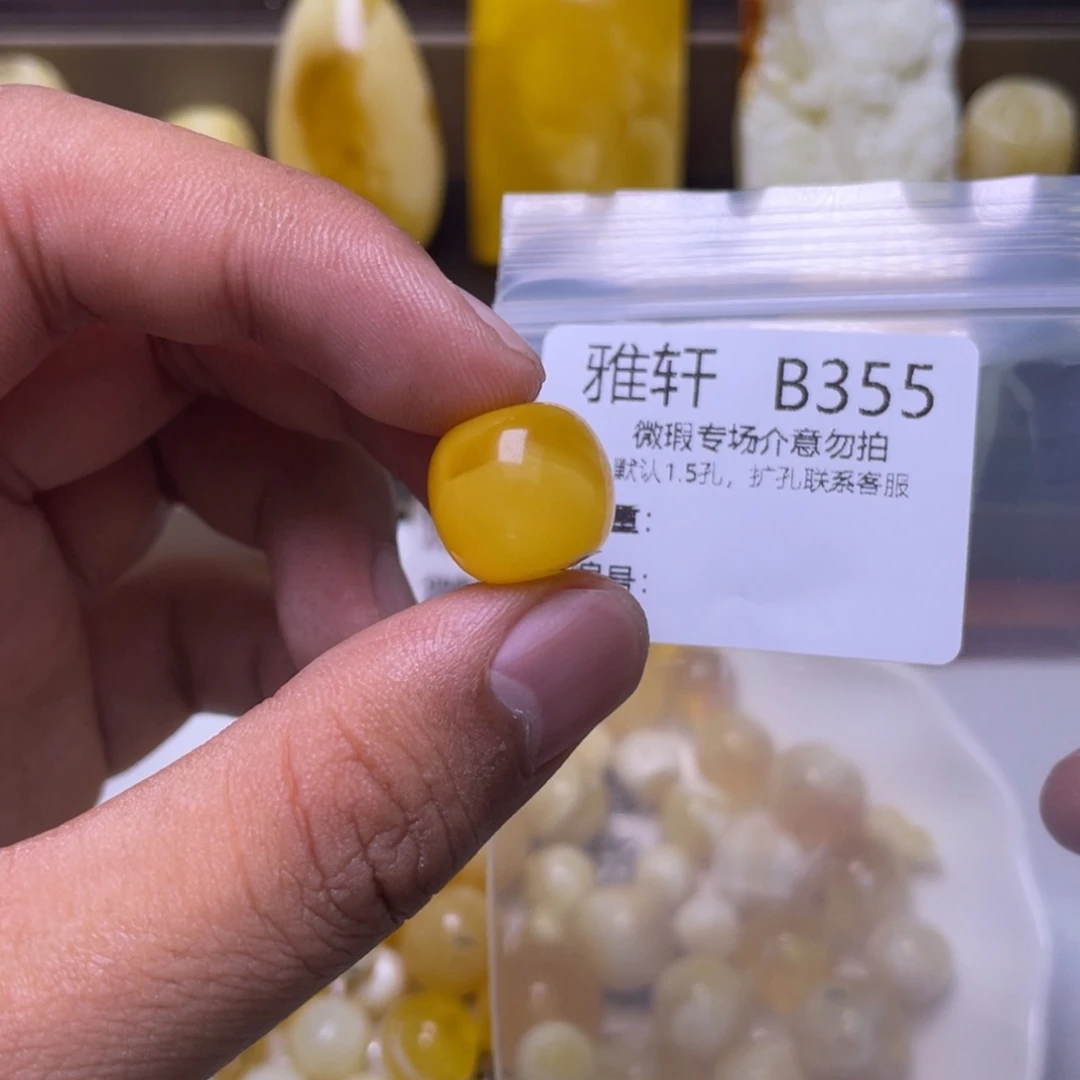 雅轩 B355
微瑕专场介意勿拍
默认1.5孔，扩孔联系客服
重：
号：